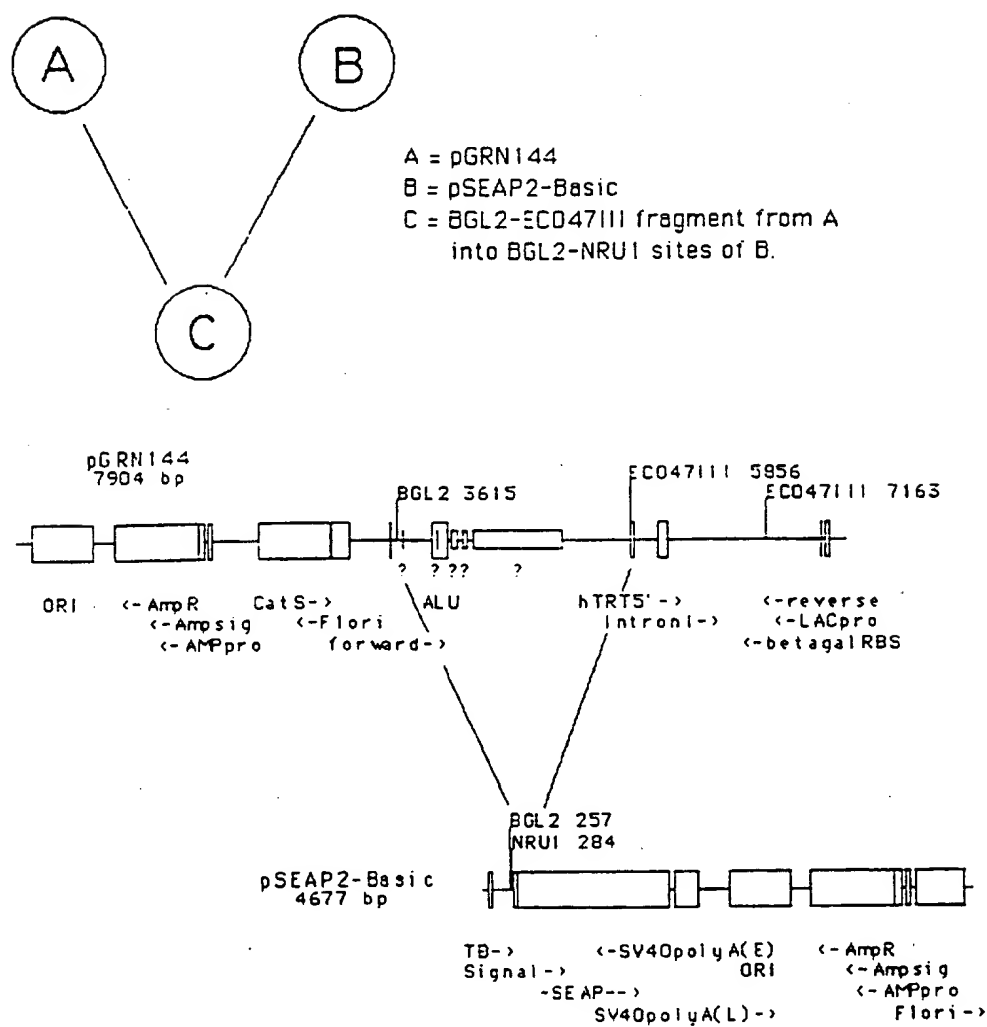 A
B
A = pGRN144
B = pSEAP2-Basic
C = BGL2-ECO47III fragment from A
into BGL2-NRU1 sites of B.
C
pGRN144
7904 bp
BGL2 3615
ECO47III 5856
ECO47III 7163
? ? ?? ?
ORI <-AmpR CatS-> ALU hTRT5'-> <-reverse
<-Ampsig <-Flori Intron1-> <-LACpro
<-AMPpro forward-> <-betagalRBS
BGL2 257
NRU1 284
pSEAP2-Basic
4677 bp
TB-> <-SV40polyA(E) <-AmpR
Signal-> ORI <-Ampsig
-SEAP--> <-AMPpro
SV40polyA(L)-> Flori->